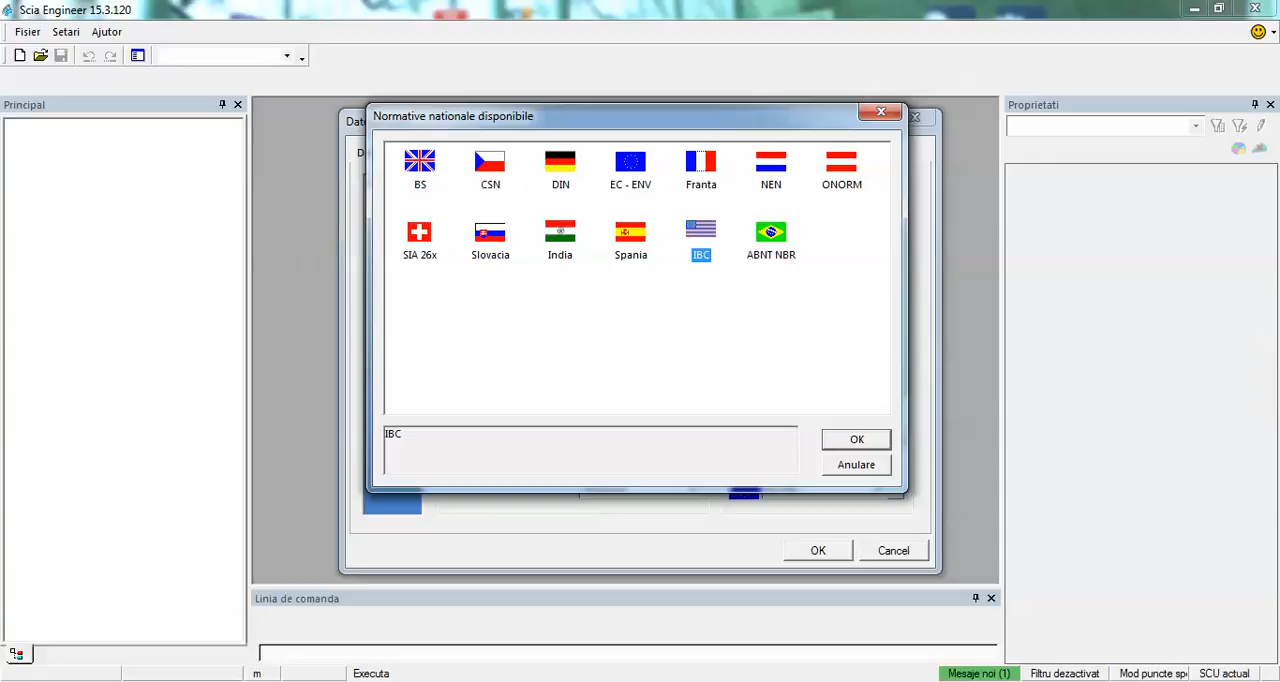 Scia Engineer 15.3.120
Fisier Setari Ajutor
Principal
Proprietati
Normative nationale disponibile
BS CSN DIN EC - ENV Franta NEN ONORM
SIA 26x Slovacia India Spania IBC ABNT NBR
IBC
OK
Anulare
OK Cancel
Linia de comanda
m Executa Mesaje noi (1) Filtru dezactivat Mod puncte SCU actual